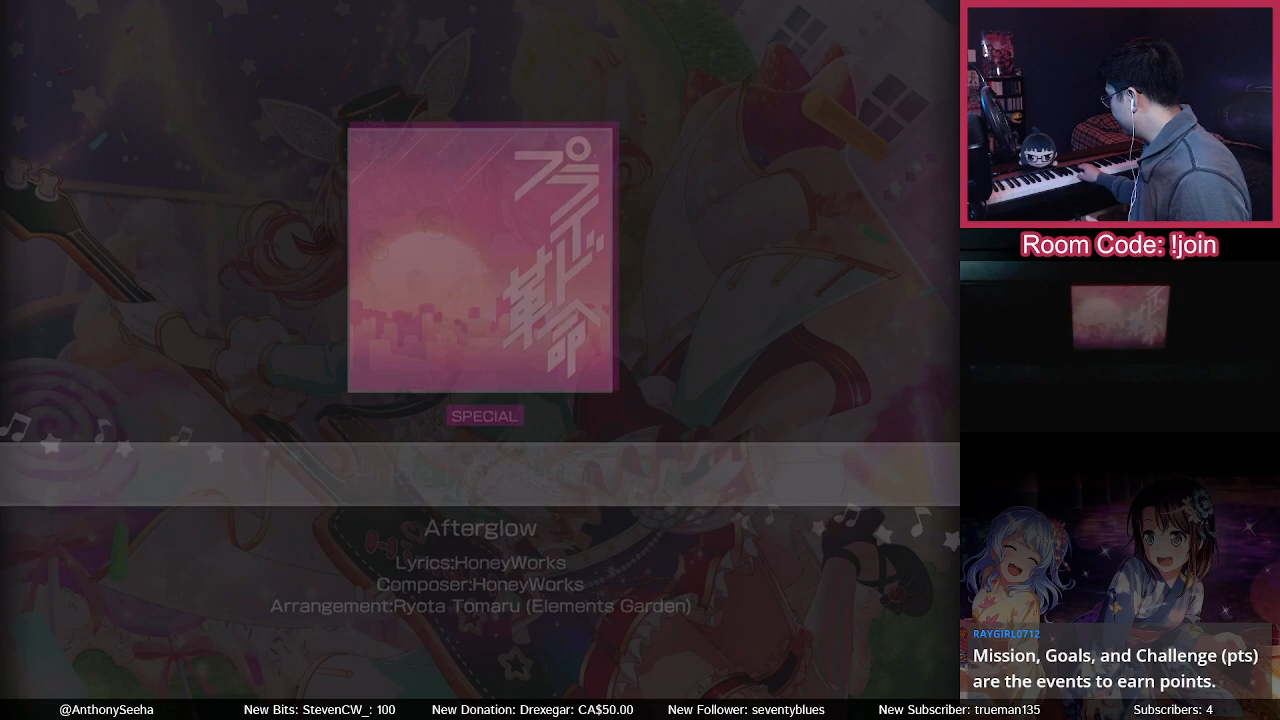 プライド革命
SPECIAL
Afterglow
Lyrics:HoneyWorks
Composer:HoneyWorks
Arrangement:Ryota Tomaru (Elements Garden)
Room Code: !join
RAYGIRL0712
Mission, Goals, and Challenge (pts)
are the events to earn points.
@AnthonySeeha
New Bits: StevenCW_: 100
New Donation: Drexegar: CA$50.00
New Follower: seventyblues
New Subscriber: trueman135
Subscribers: 4